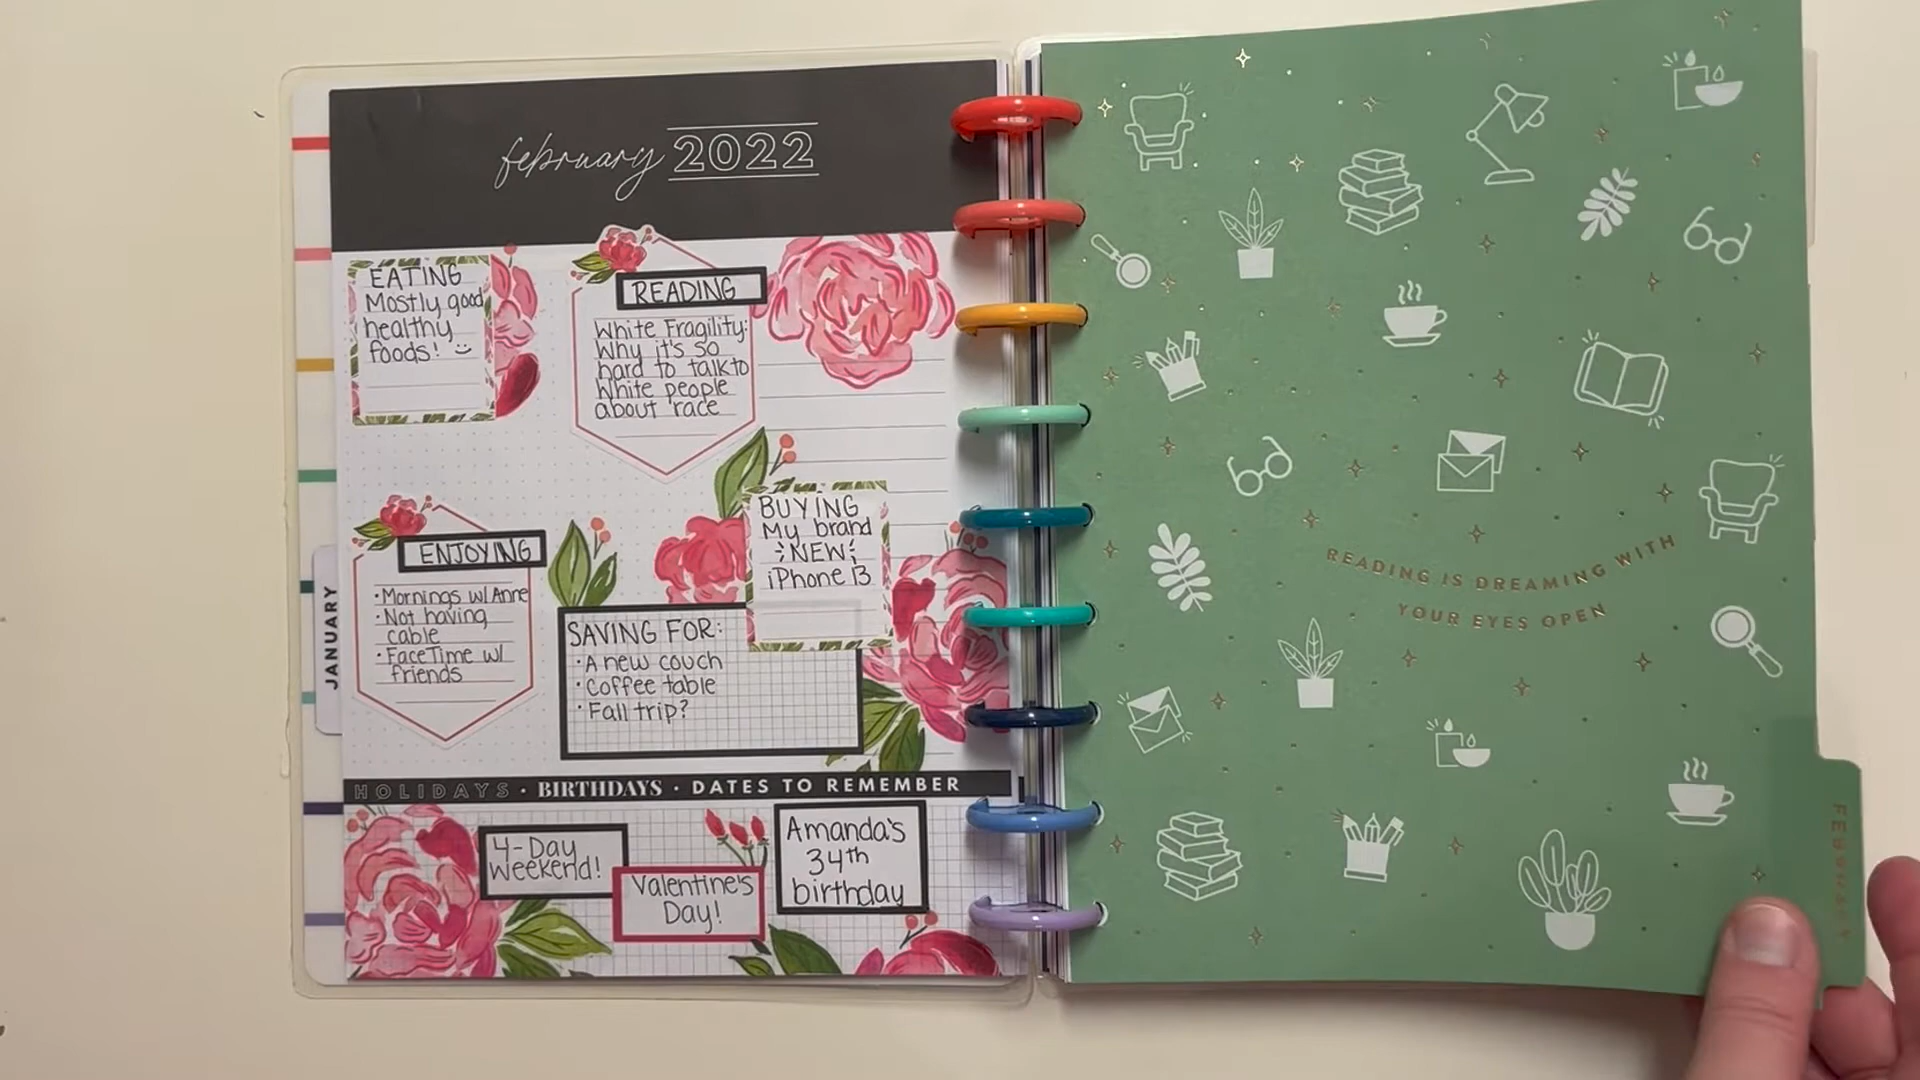 february 2022
EATING
Mostly good
healthy
foods!
READING
White Fragility:
Why it's so
hard to talk to
White people
about race
ENJOYING
• Mornings w/ Anne
• Not having
cable
• FaceTime w/
friends
BUYING
My brand
NEW
iPhone 13
SAVING FOR:
• A new couch
• Coffee table
• Fall trip?
JANUARY
HOLIDAYS • BIRTHDAYS • DATES TO REMEMBER
4-Day
weekend!
Valentine's
Day!
Amanda's
34th
birthday
READING IS DREAMING WITH
YOUR EYES OPEN
FEBRUARY